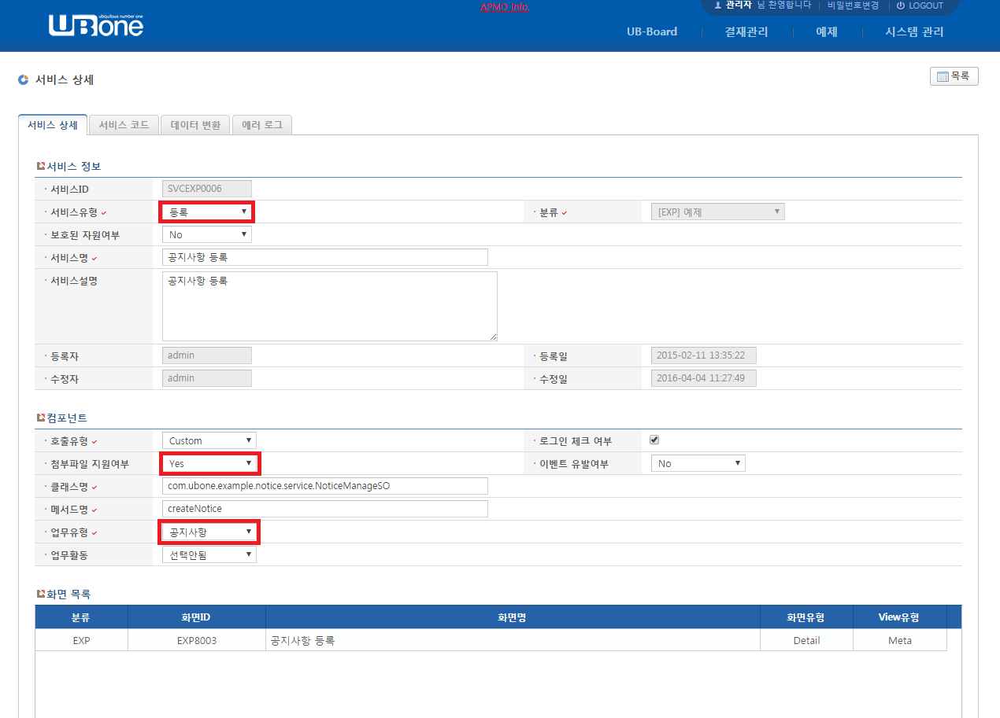 APMD Info.
관리자 님 환영합니다 | 비밀번호변경 | LOGOUT
ubiquitous number one
UBone
UB-Board | 결재관리 | 예제 | 시스템 관리
서비스 상세
목록
서비스 상세 서비스 코드 데이터 변환 에러 로그
서비스 정보
· 서비스ID SVCEXP0006
· 서비스유형 등록 · 분류 [EXP] 예제
· 보호된 자원여부 No
· 서비스명 공지사항 등록
· 서비스설명 공지사항 등록
· 등록자 admin · 등록일 2015-02-11 13:35:22
· 수정자 admin · 수정일 2016-04-04 11:27:49
컴포넌트
· 호출유형 Custom · 로그인 체크 여부
· 첨부파일 지원여부 Yes · 이벤트 유발여부 No
· 클래스명 com.ubone.example.notice.service.NoticeManageSO
· 메서드명 createNotice
· 업무유형 공지사항
· 업무활동 선택안됨
화면 목록
분류 화면ID 화면명 화면유형 View유형
EXP EXP8003 공지사항 등록 Detail Meta